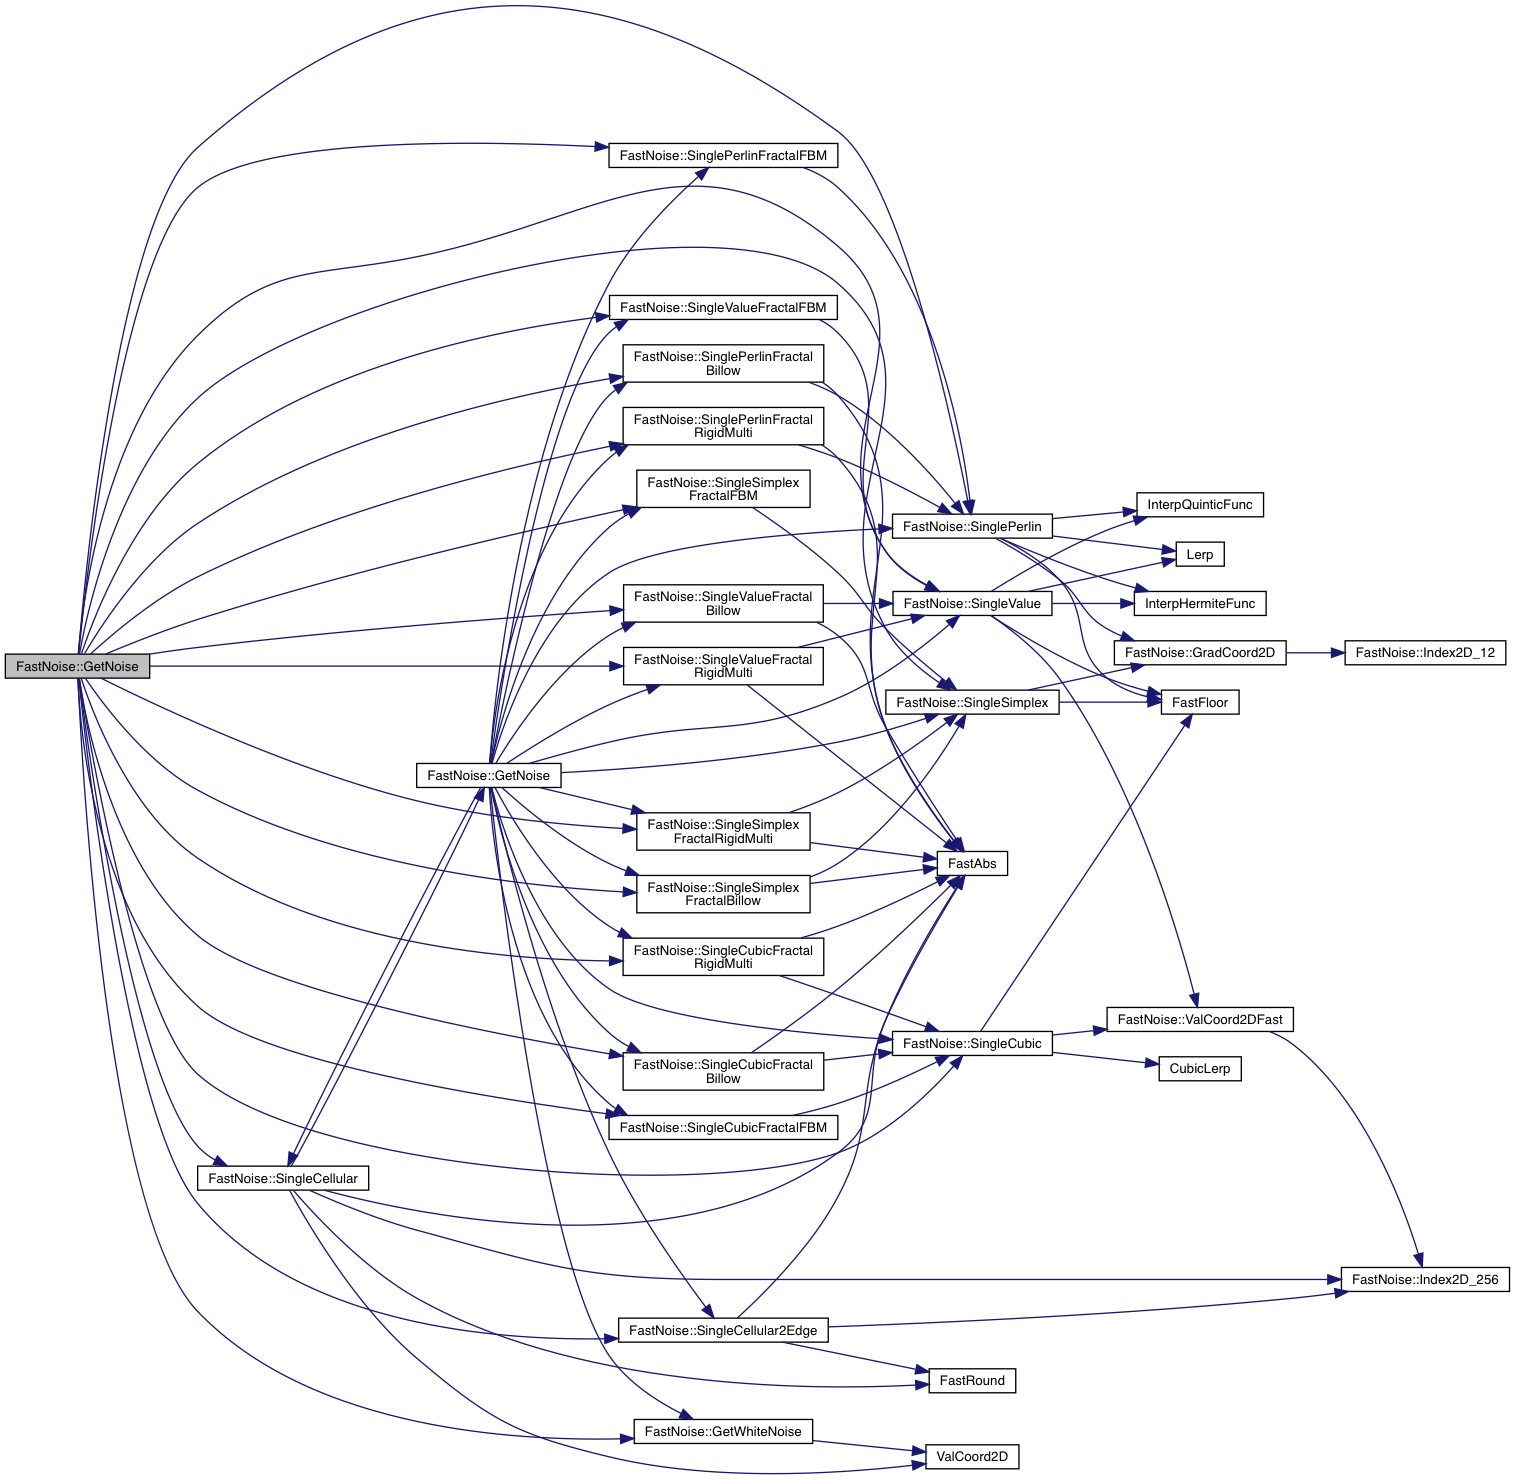 FastNoise::GetNoise
FastNoise::SinglePerlinFractalFBM
FastNoise::SingleValueFractalFBM
FastNoise::SinglePerlinFractal
Billow
FastNoise::SinglePerlinFractal
RigidMulti
FastNoise::SingleSimplex
FractalFBM
FastNoise::SingleValueFractal
Billow
FastNoise::SingleValueFractal
RigidMulti
FastNoise::GetNoise
FastNoise::SingleSimplex
FractalRigidMulti
FastNoise::SingleSimplex
FractalBillow
FastNoise::SingleCubicFractal
RigidMulti
FastNoise::SingleCubicFractal
Billow
FastNoise::SingleCubicFractalFBM
FastNoise::SingleCellular
FastNoise::SingleCellular2Edge
FastNoise::GetWhiteNoise
FastNoise::SinglePerlin
FastNoise::SingleValue
FastNoise::SingleSimplex
FastAbs
FastNoise::SingleCubic
FastRound
ValCoord2D
InterpQuinticFunc
Lerp
InterpHermiteFunc
FastNoise::GradCoord2D
FastFloor
FastNoise::ValCoord2DFast
CubicLerp
FastNoise::Index2D_12
FastNoise::Index2D_256